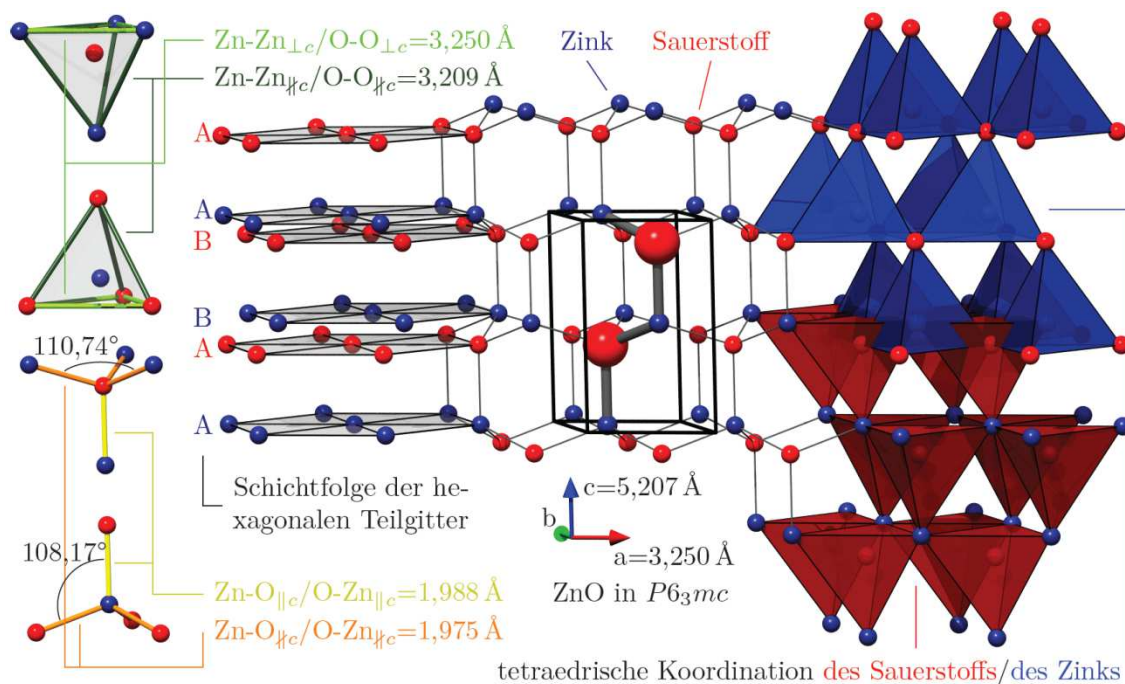 Zn-Zn⊥c/O-O⊥c=3,250 Å
Zn-Zn∦c/O-O∦c=3,209 Å
Zink
Sauerstoff
A
A
B
B
A
A
110,74°
108,17°
Schichtfolge der he-
xagonalen Teilgitter
c=5,207 Å
b
a=3,250 Å
ZnO in P6₃mc
Zn-O∥c/O-Zn∥c=1,988 Å
Zn-O∦c/O-Zn∦c=1,975 Å
tetraedrische Koordination des Sauerstoffs/des Zinks